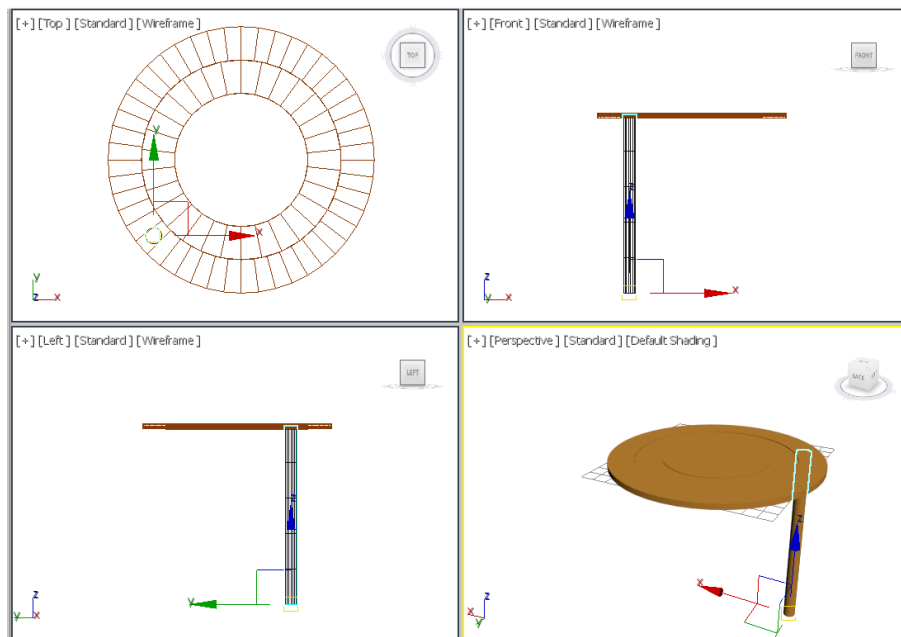 [+] [Top] [Standard] [Wireframe]
TOP
y
x
y
z x
[+] [Front] [Standard] [Wireframe]
FRONT
z
x
z
y x
[+] [Left] [Standard] [Wireframe]
LEFT
z
y
z
y x
[+] [Perspective] [Standard] [Default Shading]
BACK
z
x
z
x
y